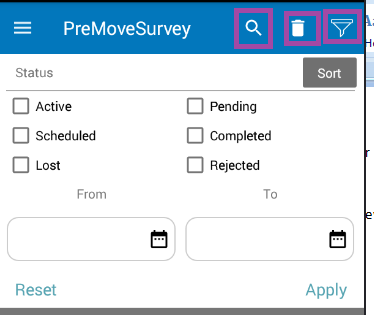 PreMoveSurvey
Status
Sort
Active
Pending
Scheduled
Completed
Lost
Rejected
From
To
Reset
Apply